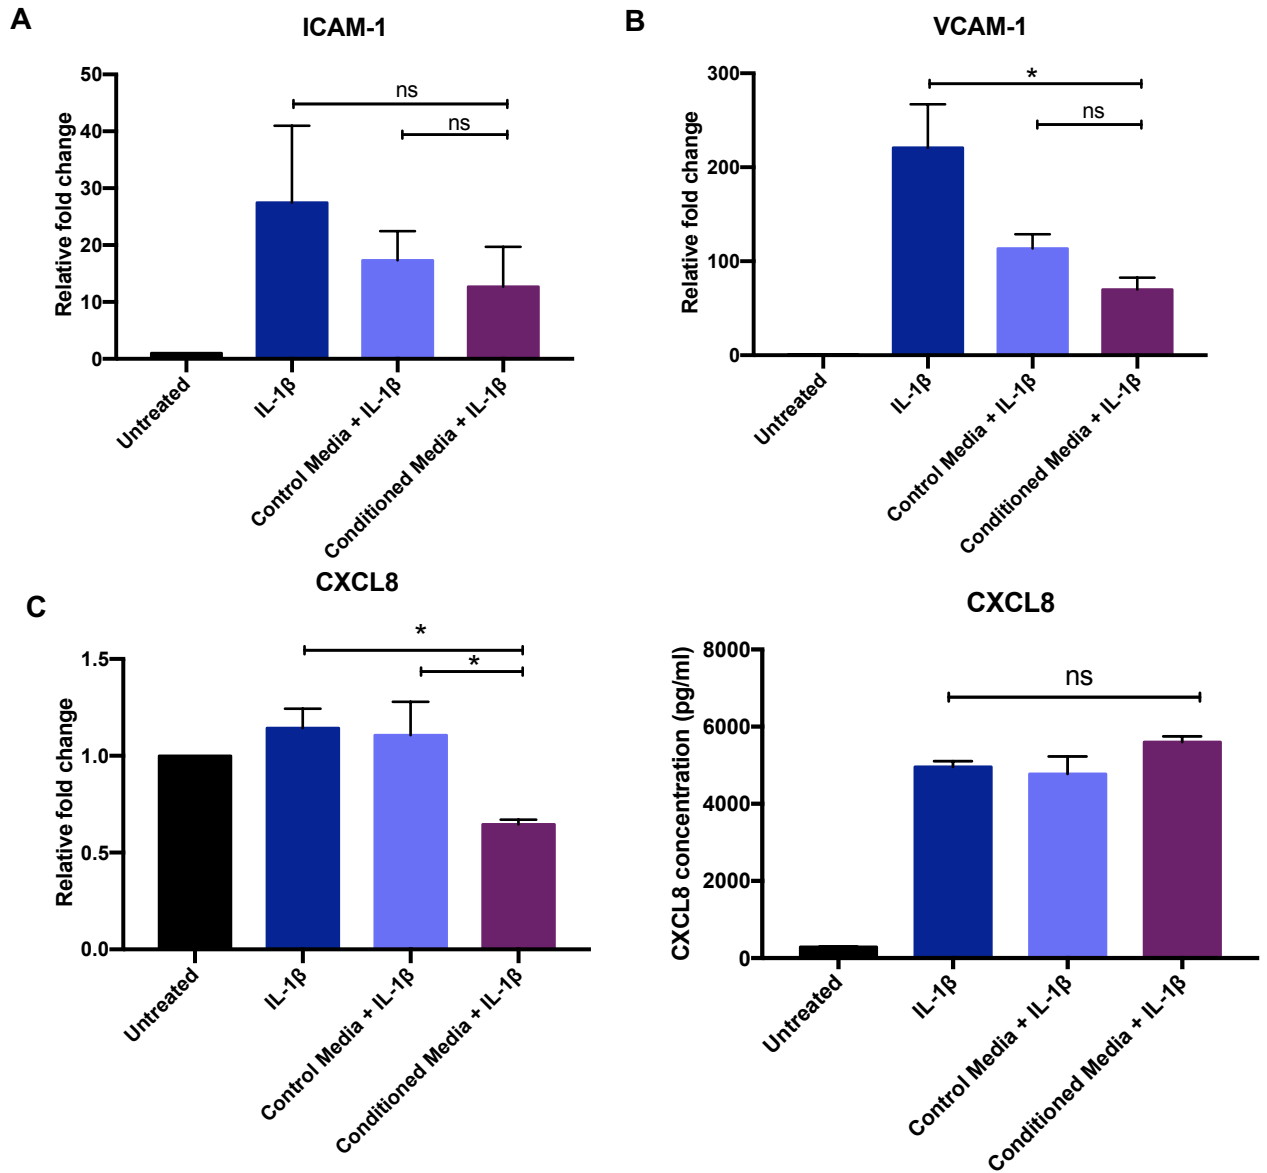 A
ICAM-1
Relative fold change
50
40
30
20
10
0
ns
ns
Untreated
IL-1β
Control Media + IL-1β
Conditioned Media + IL-1β
B
VCAM-1
Relative fold change
300
200
100
0
*
ns
Untreated
IL-1β
Control Media + IL-1β
Conditioned Media + IL-1β
C
CXCL8
Relative fold change
1.5
1.0
0.5
0.0
*
*
Untreated
IL-1β
Control Media + IL-1β
Conditioned Media + IL-1β
CXCL8
CXCL8 concentration (pg/ml)
8000
6000
4000
2000
0
ns
Untreated
IL-1β
Control Media + IL-1β
Conditioned Media + IL-1β